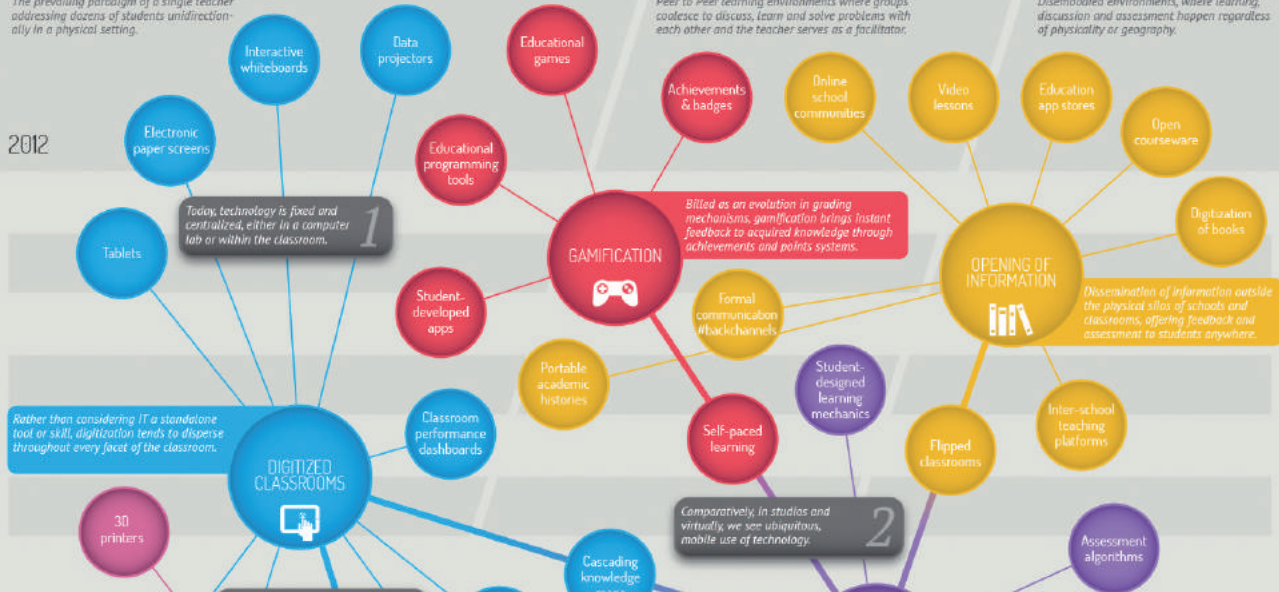 The prevailing paradigm of a single teacher
addressing dozens of students unidirection-
ally in a physical setting.
Peer to Peer learning environments where groups
coalesce to discuss, learn and solve problems with
each other and the teacher serves as a facilitator.
Disembodied environments, where learning,
discussion and assessment happen regardless
of physicality or geography.
Interactive
whiteboards
Data
projectors
Educational
games
Achievements
& badges
Online
school
communities
Video
lessons
Education
app stores
Open
courseware
2012
Electronic
paper screens
Educational
programming
tools
Today, technology is fixed and
centralized, either in a computer
lab or within the classroom.
1
Billed as an evolution in grading
mechanisms, gamification brings instant
feedback to acquired knowledge through
achievements and points systems.
Digitization
of books
Tablets
GAMIFICATION
OPENING OF
INFORMATION
Student-
developed
apps
Formal
communication
#backchannels
Dissemination of information outside
the physical silos of schools and
classrooms, offering feedback and
assessment to students anywhere.
Portable
academic
histories
Student-
designed
learning
mechanics
Rather than considering IT a standalone
tool or skill, digitization tends to disperse
throughout every facet of the classroom.
Classroom
performance
dashboards
Self-paced
learning
Flipped
classrooms
Inter-school
teaching
platforms
DIGITIZED
CLASSROOMS
3D
printers
Comparatively, in studios and
virtually, we see ubiquitous,
mobile use of technology.
2
Assessment
algorithms
Cascading
knowledge